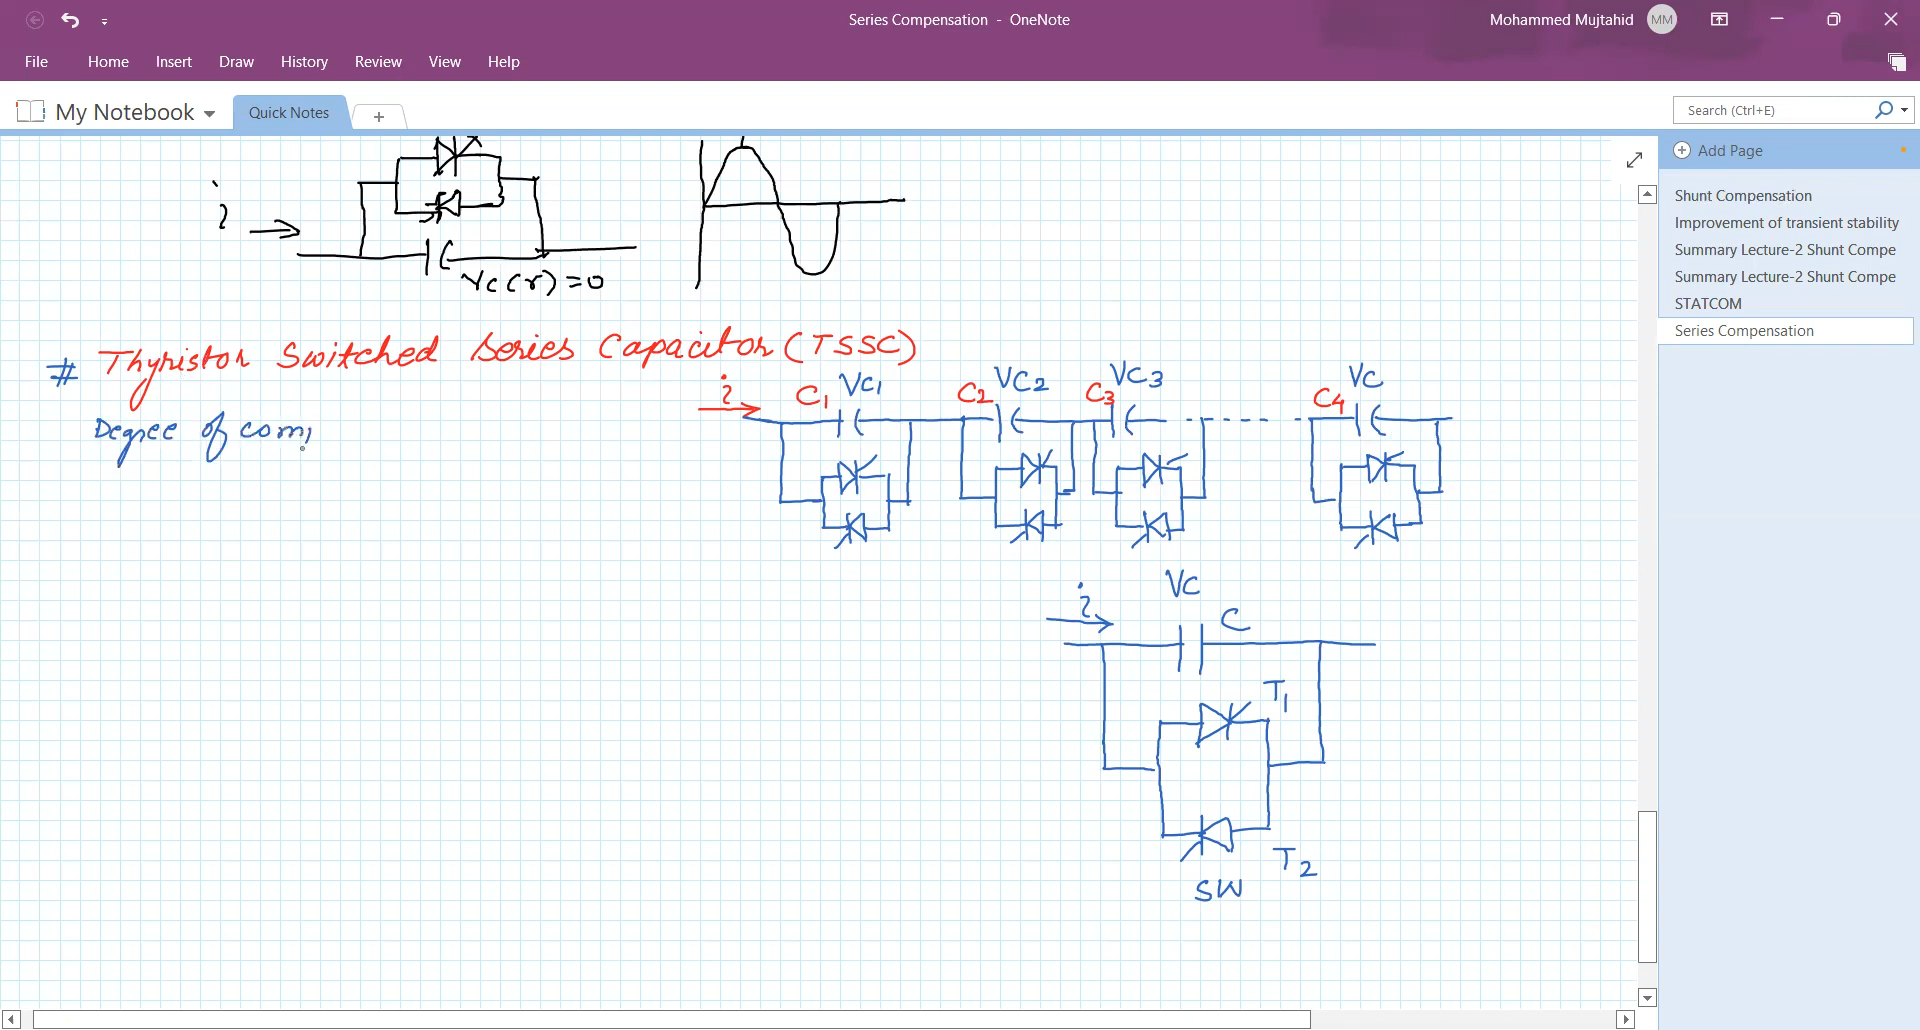 Series Compensation - OneNote
Mohammed Mujtahid
MM
File Home Insert Draw History Review View Help
My Notebook
Quick Notes
+
Search (Ctrl+E)
Add Page
Shunt Compensation
Improvement of transient stability
Summary Lecture-2 Shunt Compe
Summary Lecture-2 Shunt Compe
STATCOM
Series Compensation
i
Vc(r)=0
# Thyristor Switched Series Capacitor (TSSC)
Degree of com
i C1 VC1 C2 VC2 C3 VC3 C4 VC
i VC C
T1
T2
SW